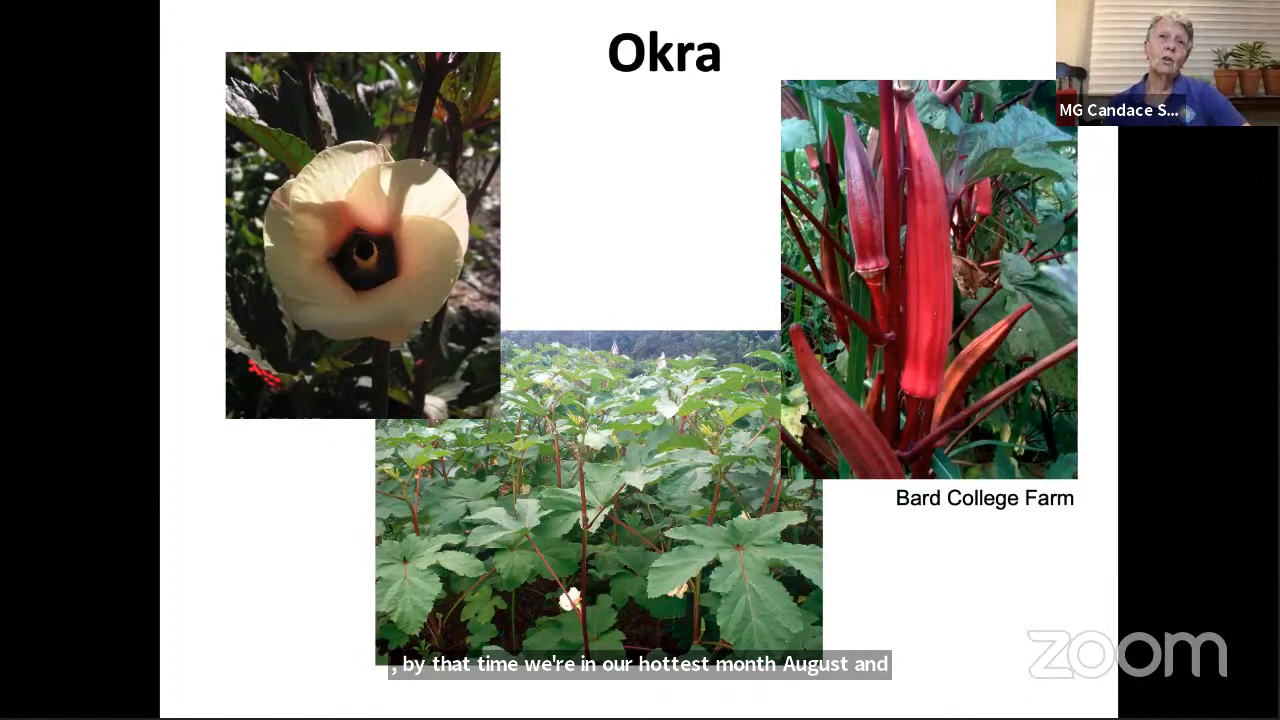 Okra
MG Candace S...
Bard College Farm
, by that time we're in our hottest month August and
zoom